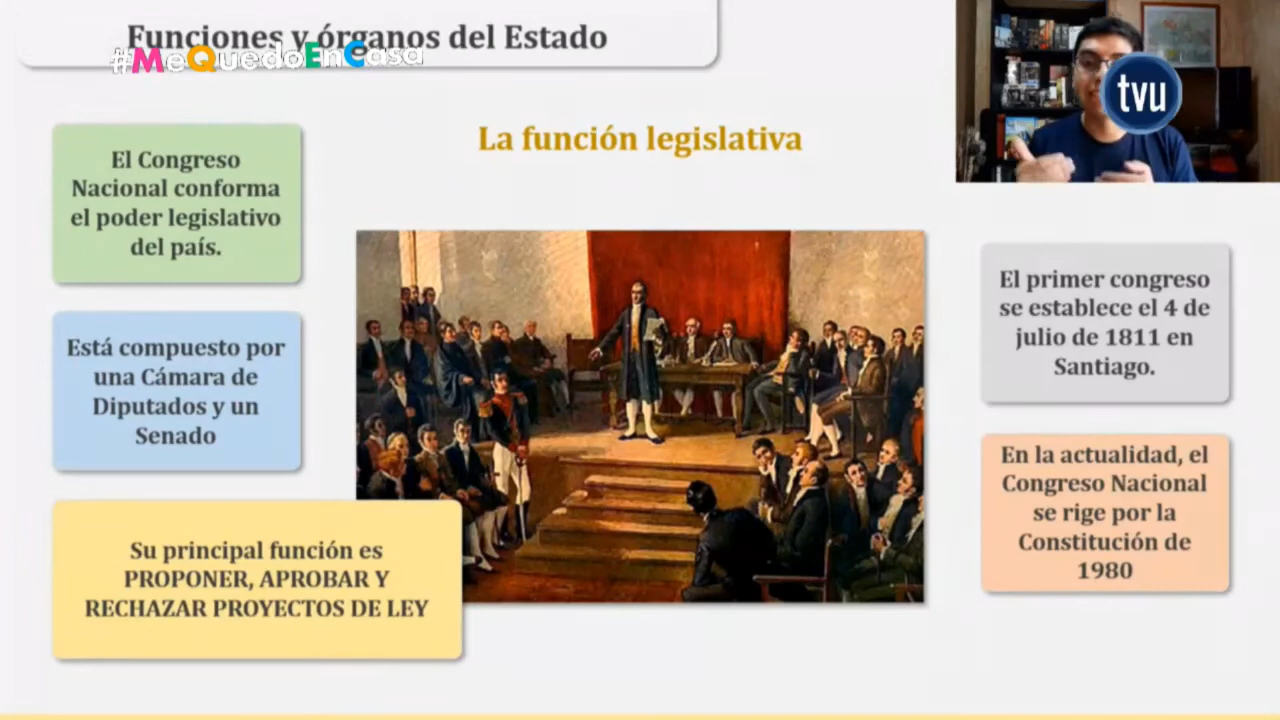 Funciones y órganos del Estado
#MeQuedoEnCasa
tvu
La función legislativa
El Congreso
Nacional conforma
el poder legislativo
del país.
Está compuesto por
una Cámara de
Diputados y un
Senado
Su principal función es
PROPONER, APROBAR Y
RECHAZAR PROYECTOS DE LEY
El primer congreso
se establece el 4 de
julio de 1811 en
Santiago.
En la actualidad, el
Congreso Nacional
se rige por la
Constitución de
1980